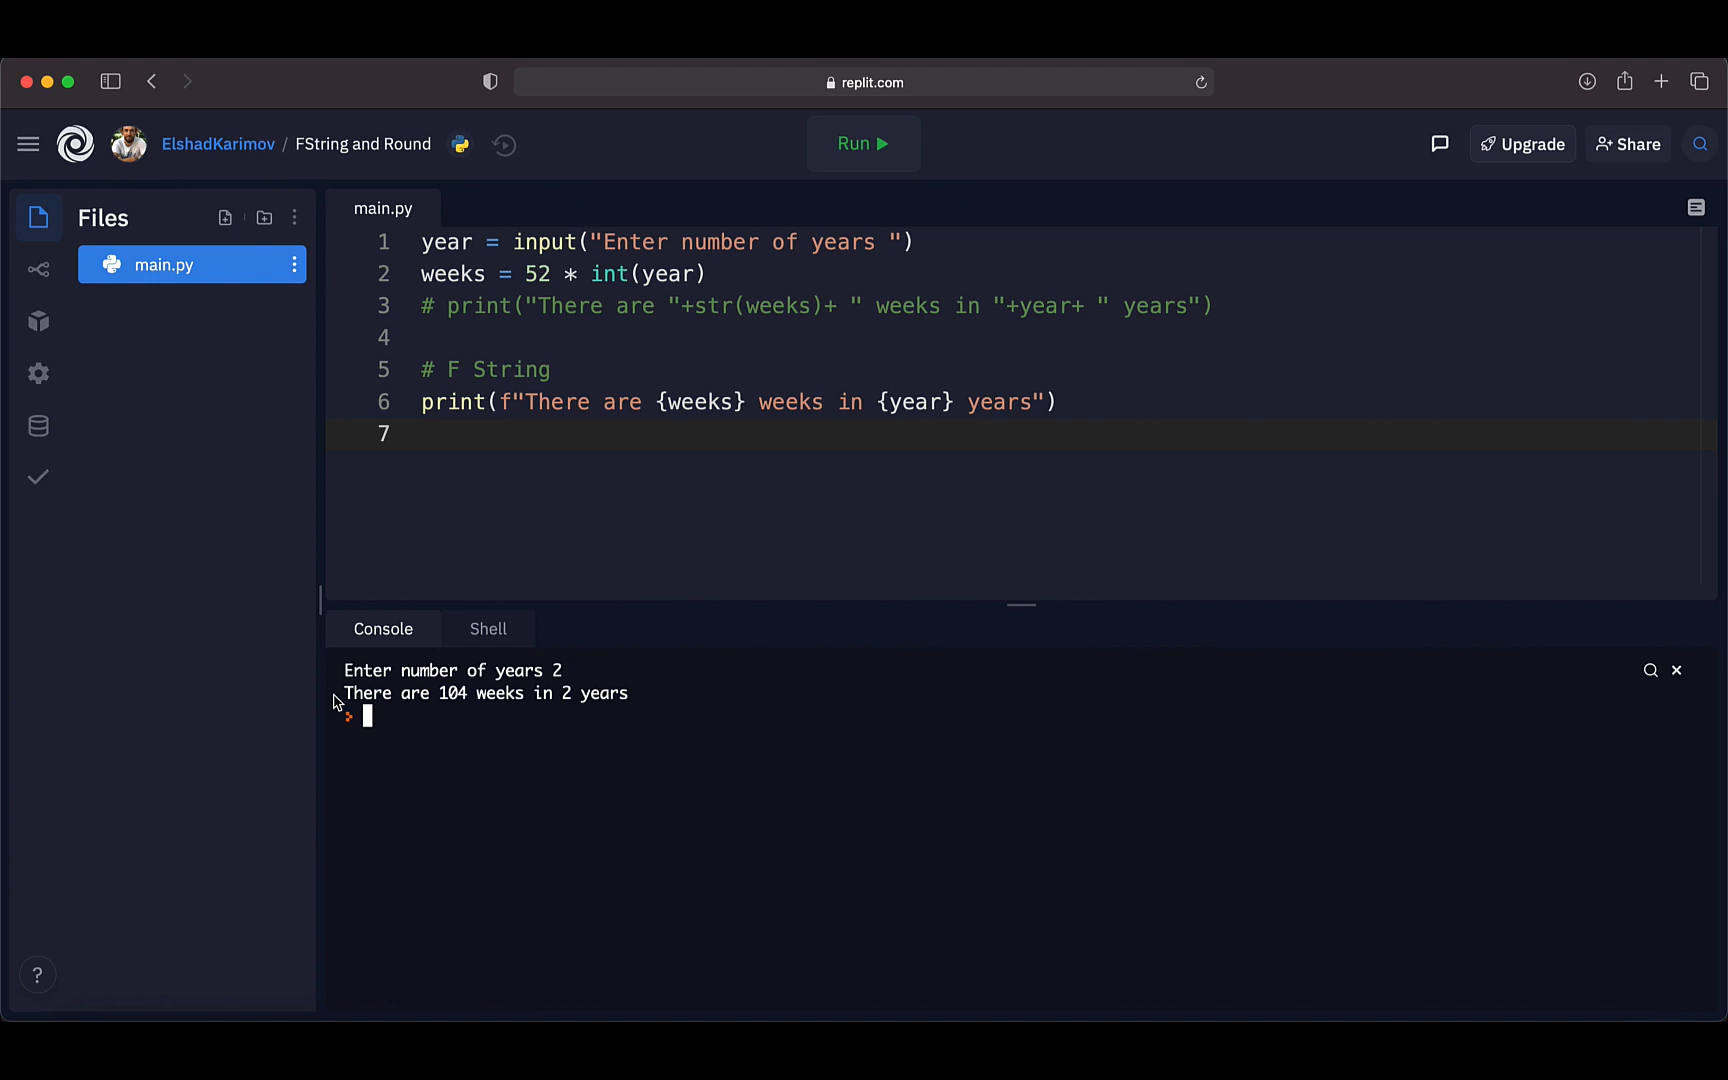 replit.com
ElshadKarimov / FString and Round
Run
Upgrade
Share
Files
main.py
main.py
1 year = input("Enter number of years ")
2 weeks = 52 * int(year)
3 # print("There are "+str(weeks)+ " weeks in "+year+ " years")
4
5 # F String
6 print(f"There are {weeks} weeks in {year} years")
7
Console Shell
Enter number of years 2
There are 104 weeks in 2 years
?